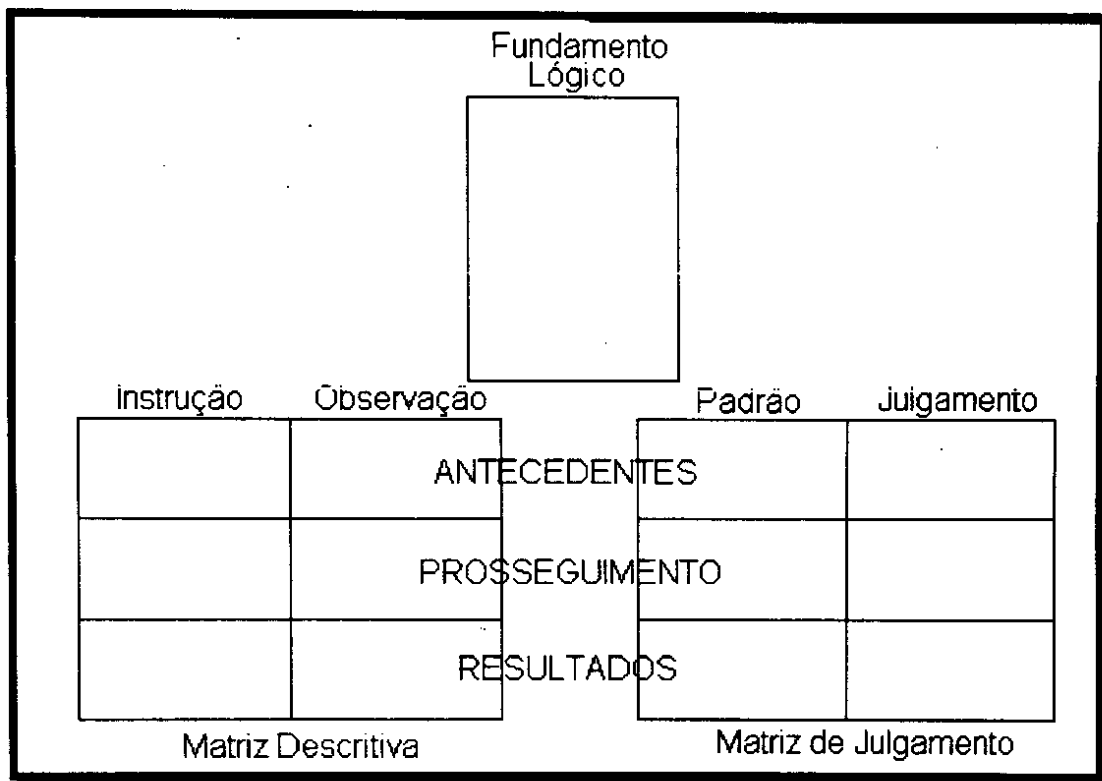 Fundamento
Lógico
Instrução Observação Padrão Julgamento
ANTECEDENTES
PROSSEGUIMENTO
RESULTADOS
Matriz Descritiva Matriz de Julgamento